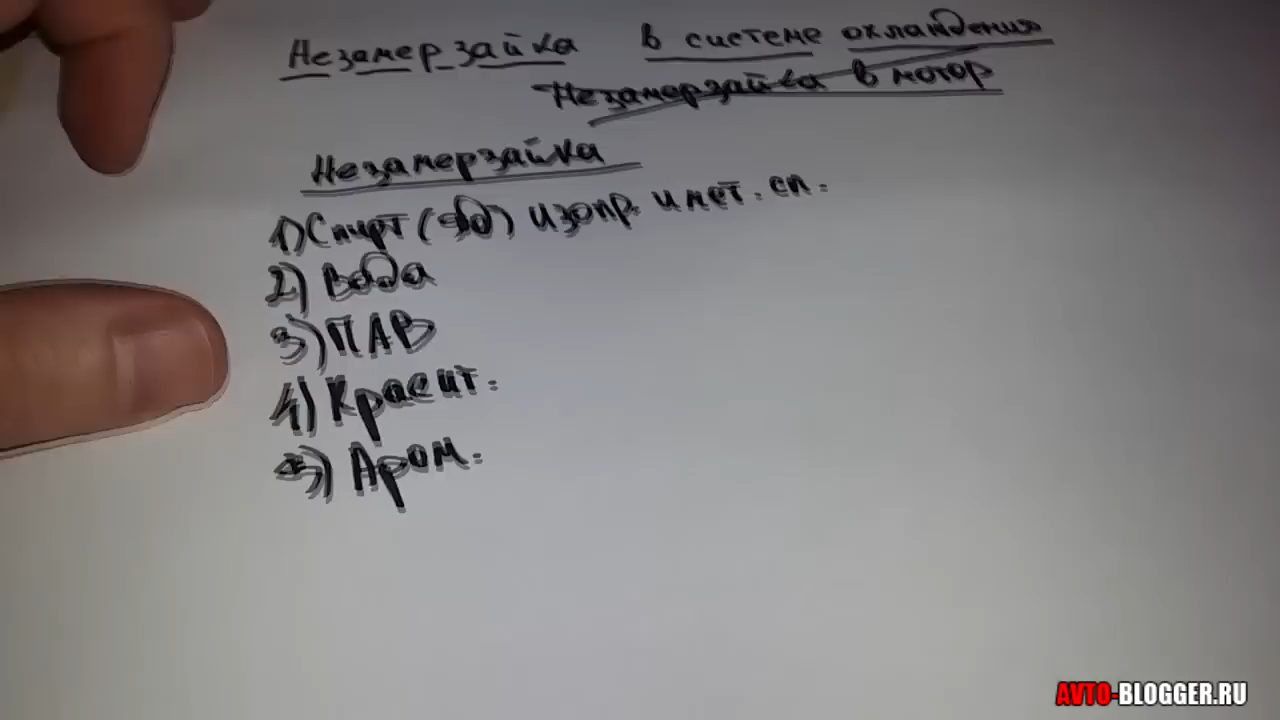 Незамерзайка в системе охлаждения
Незамерзайка в мотор
Незамерзайка
1) Спирт ( ) изопр. и мет. сп.
2) Вода
3) ПАВ
4) Красит.
5) Аром.
AVTO-BLOGGER.RU